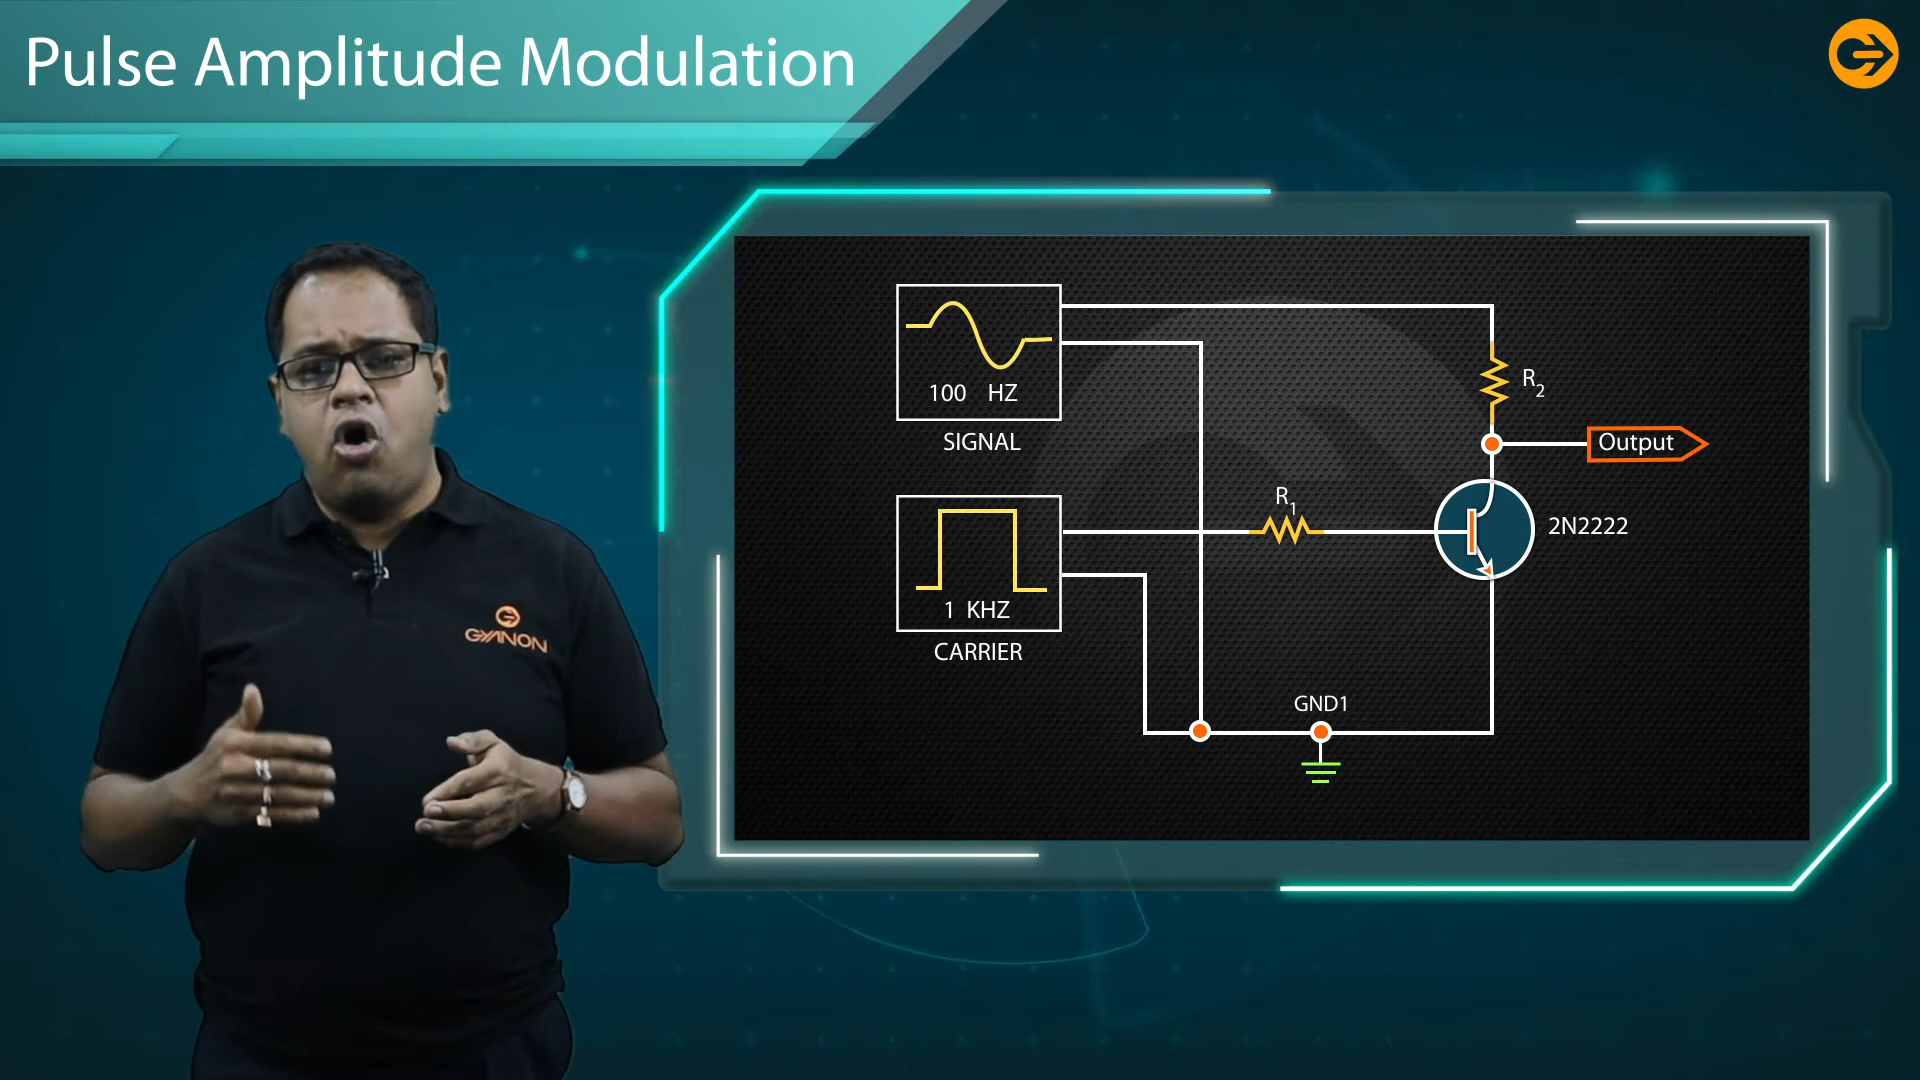 Pulse Amplitude Modulation
100 HZ
SIGNAL
R2
Output
R1
2N2222
1 KHZ
CARRIER
GND1
GYANON